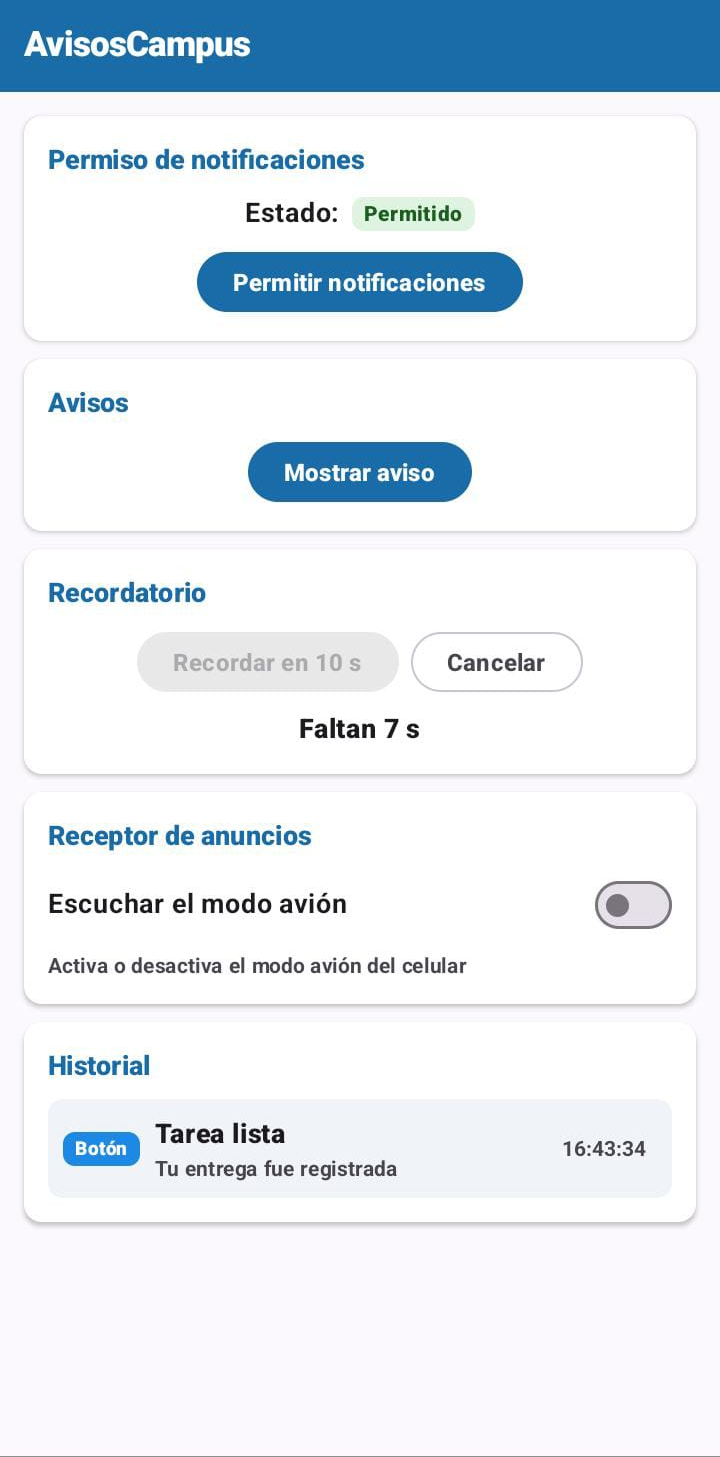 AvisosCampus
Permiso de notificaciones
Estado: Permitido
Permitir notificaciones
Avisos
Mostrar aviso
Recordatorio
Recordar en 10 s Cancelar
Faltan 7 s
Receptor de anuncios
Escuchar el modo avión
Activa o desactiva el modo avión del celular
Historial
Botón Tarea lista 16:43:34
Tu entrega fue registrada